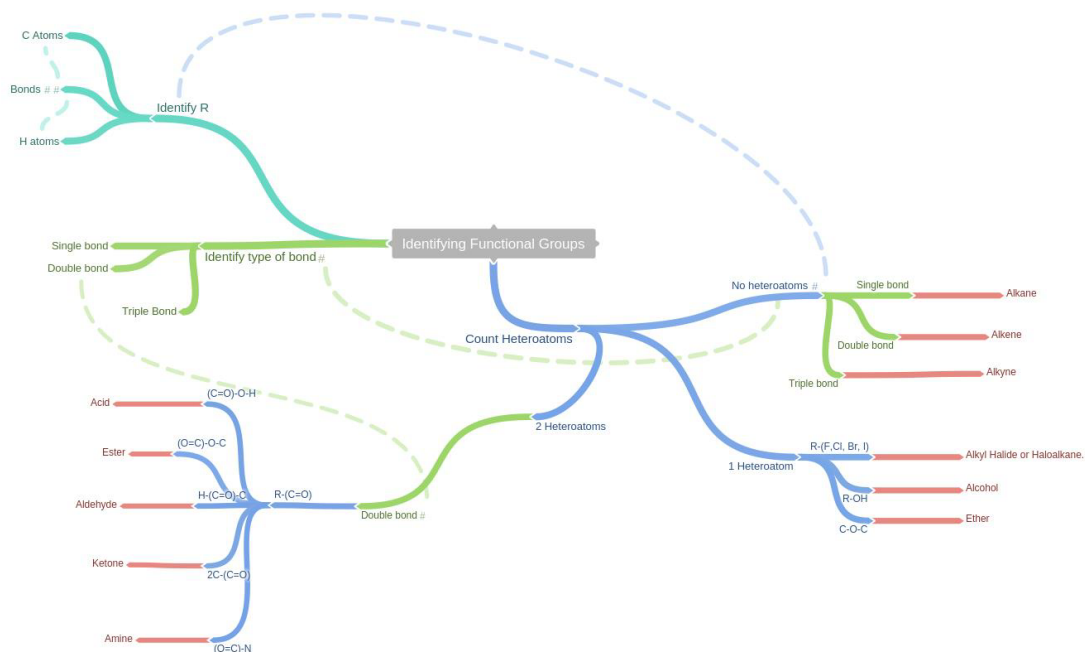 C Atoms
Bonds # #
H atoms
Identify R
Identifying Functional Groups
Single bond
Double bond
Triple Bond
Identify type of bond #
Count Heteroatoms
No heteroatoms #
Single bond
Alkane
Double bond
Alkene
Triple bond
Alkyne
2 Heteroatoms
1 Heteroatom
R-(F,Cl, Br, I)
Alkyl Halide or Haloalkane.
R-OH
Alcohol
C-O-C
Ether
Double bond #
R-(C=O)
Acid
(C=O)-O-H
Ester
(O=C)-O-C
Aldehyde
H-(C=O)-C
Ketone
2C-(C=O)
Amine
(O=C)-N